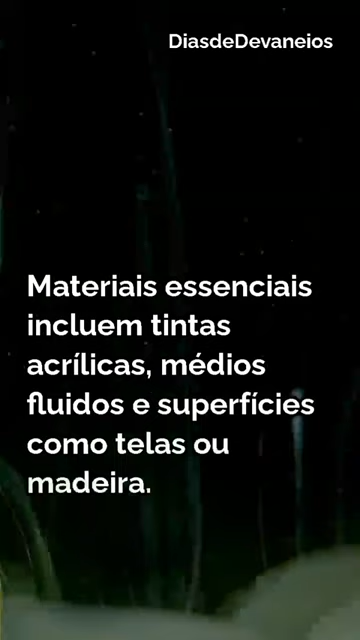 DiasdeDevaneios
Materiais essenciais
incluem tintas
acrílicas, médios
fluidos e superfícies
como telas ou
madeira.